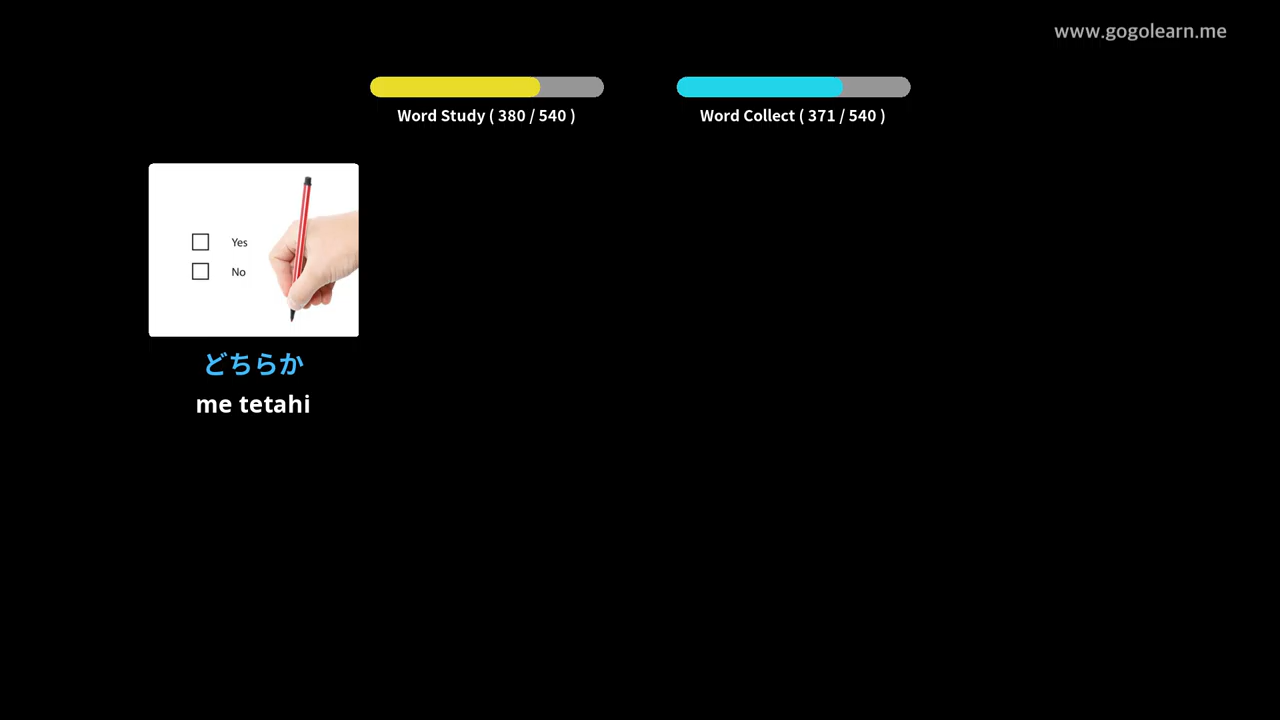 www.gogolearn.me
Word Study ( 380 / 540 )
Word Collect ( 371 / 540 )
Yes
No
どちらか
me tetahi